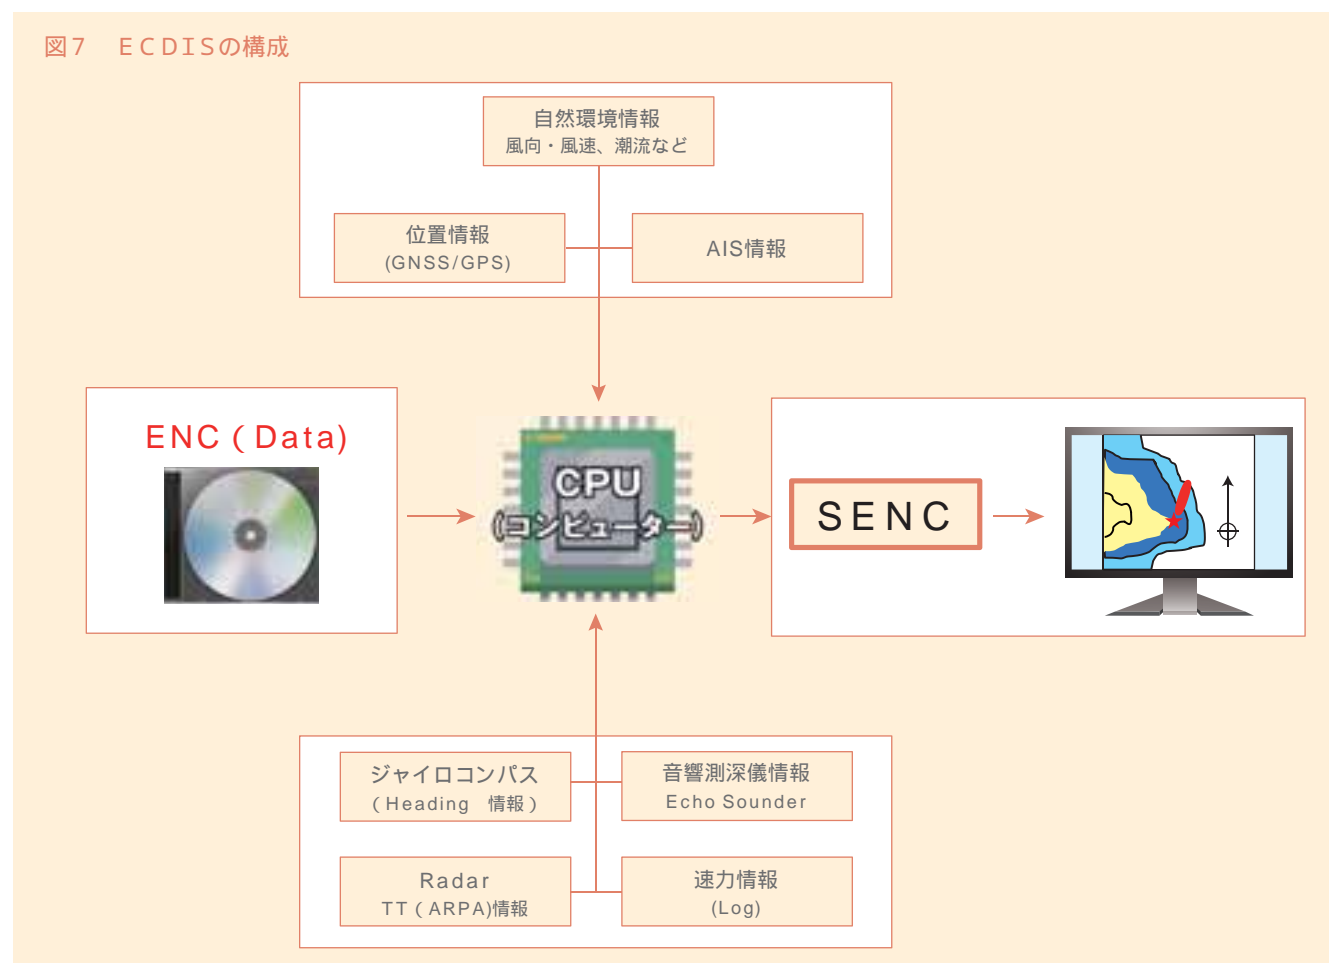 図７　ＥＣＤＩＳの構成
自然環境情報
風向・風速、潮流など
位置情報
(GNSS/GPS)
AIS情報
ENC（Data)
CPU
(コンピューター)
SENC
ジャイロコンパス
（Heading　情報）
音響測深儀情報
Echo Sounder
Radar
TT（ARPA)情報
速力情報
(Log)